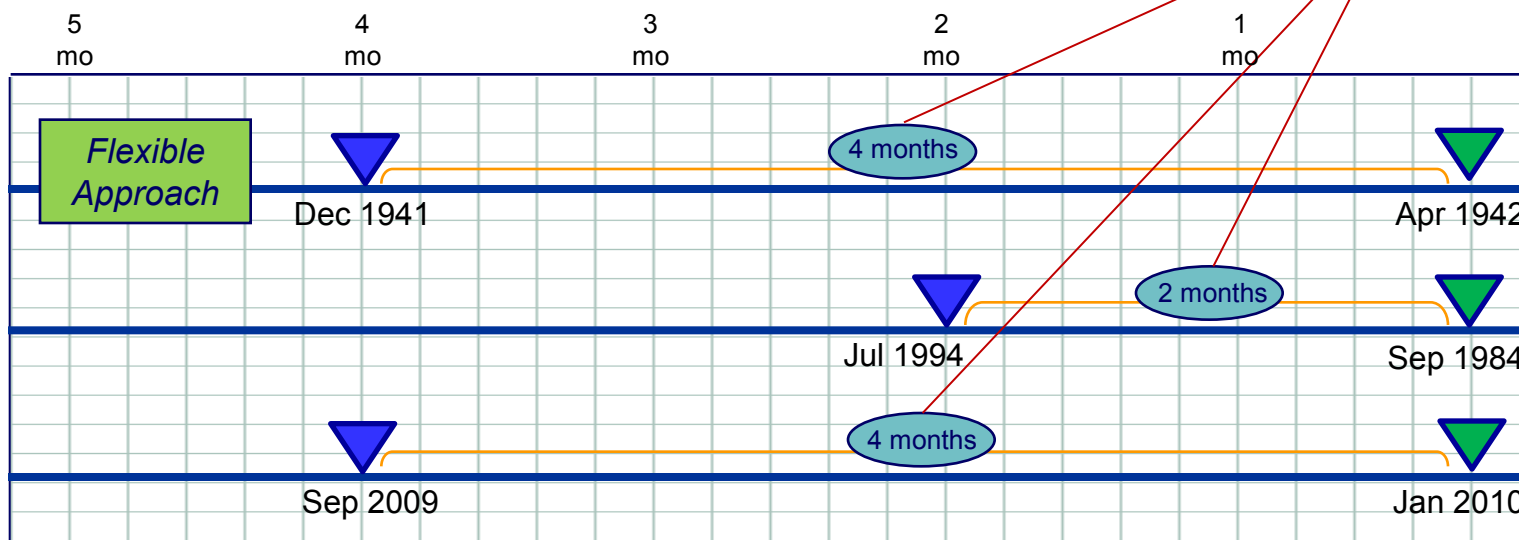 5 mo
4 mo
3 mo
2 mo
1 mo
Flexible
Approach
4 months
Dec 1941
Apr 1942
2 months
Jul 1994
Sep 1984
4 months
Sep 2009
Jan 2010